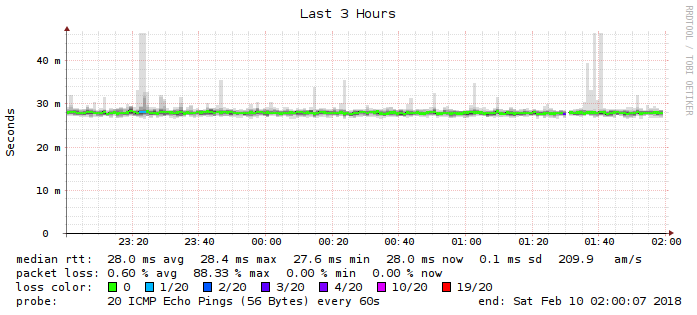 Last 3 Hours
RRDTOOL / TOBI OETIKER
Seconds
40 m
30 m
20 m
10 m
0
23:20 23:40 00:00 00:20 00:40 01:00 01:20 01:40 02:00
median rtt: 28.0 ms avg 28.4 ms max 27.6 ms min 28.0 ms now 0.1 ms sd 209.9 am/s
packet loss: 0.60 % avg 88.33 % max 0.00 % min 0.00 % now
loss color: 0 1/20 2/20 3/20 4/20 10/20 19/20
probe: 20 ICMP Echo Pings (56 Bytes) every 60s end: Sat Feb 10 02:00:07 2018